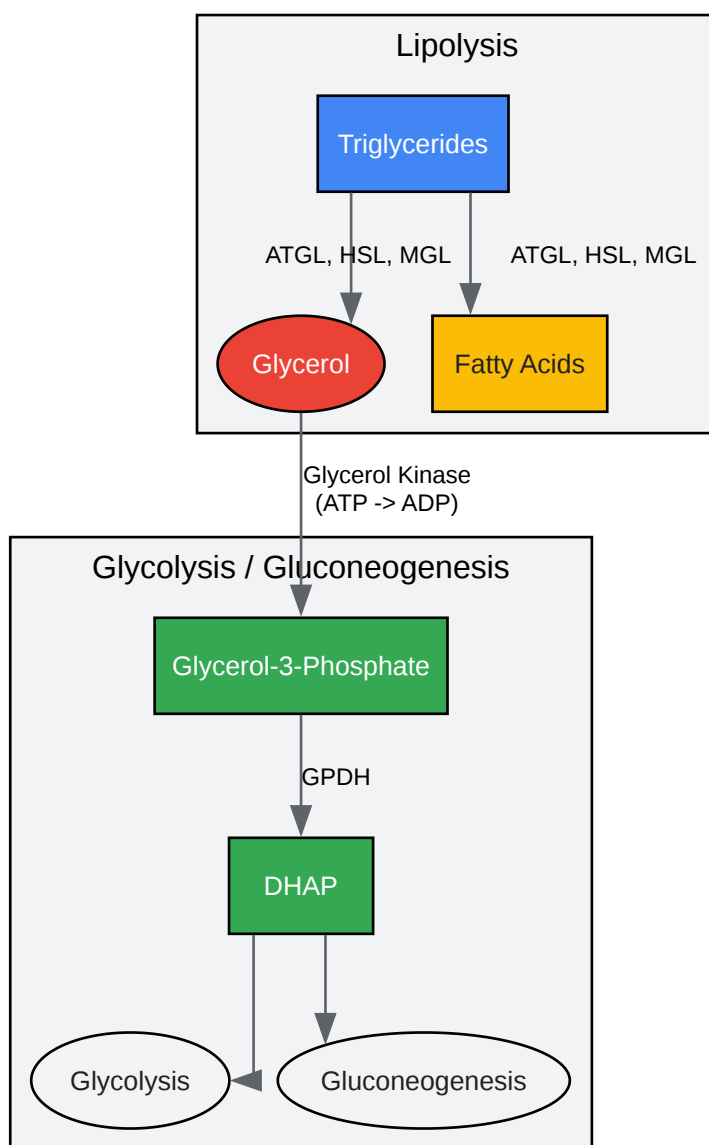 Lipolysis
Triglycerides
ATGL, HSL, MGL
ATGL, HSL, MGL
Glycerol
Fatty Acids
Glycerol Kinase
(ATP -> ADP)
Glycolysis / Gluconeogenesis
Glycerol-3-Phosphate
GPDH
DHAP
Glycolysis
Gluconeogenesis